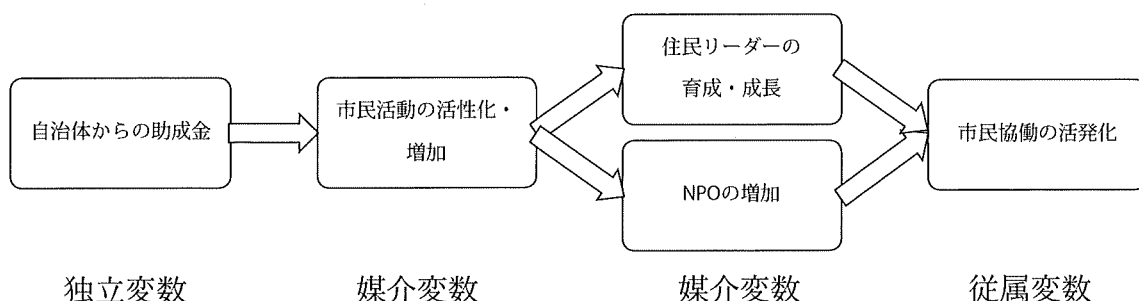 自治体からの助成金
市民活動の活性化・
増加
住民リーダーの
育成・成長
NPOの増加
市民協働の活発化
独立変数
媒介変数
媒介変数
従属変数